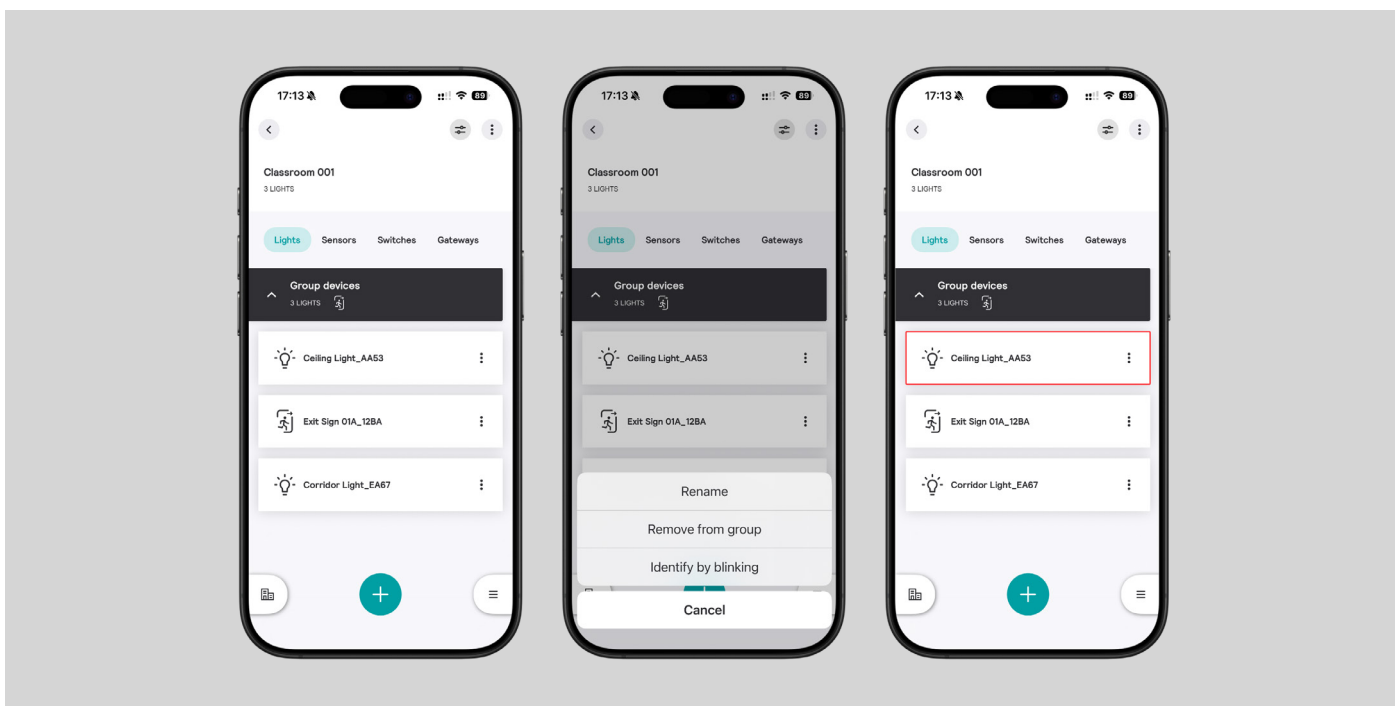 17:13
89
Classroom 001
3 LIGHTS
Lights Sensors Switches Gateways
Group devices
3 LIGHTS
Ceiling Light_AA53
Exit Sign 01A_12BA
Corridor Light_EA67
17:13
89
Classroom 001
3 LIGHTS
Lights Sensors Switches Gateways
Group devices
3 LIGHTS
Ceiling Light_AA53
Exit Sign 01A_12BA
Rename
Remove from group
Identify by blinking
Cancel
17:13
89
Classroom 001
3 LIGHTS
Lights Sensors Switches Gateways
Group devices
3 LIGHTS
Ceiling Light_AA53
Exit Sign 01A_12BA
Corridor Light_EA67